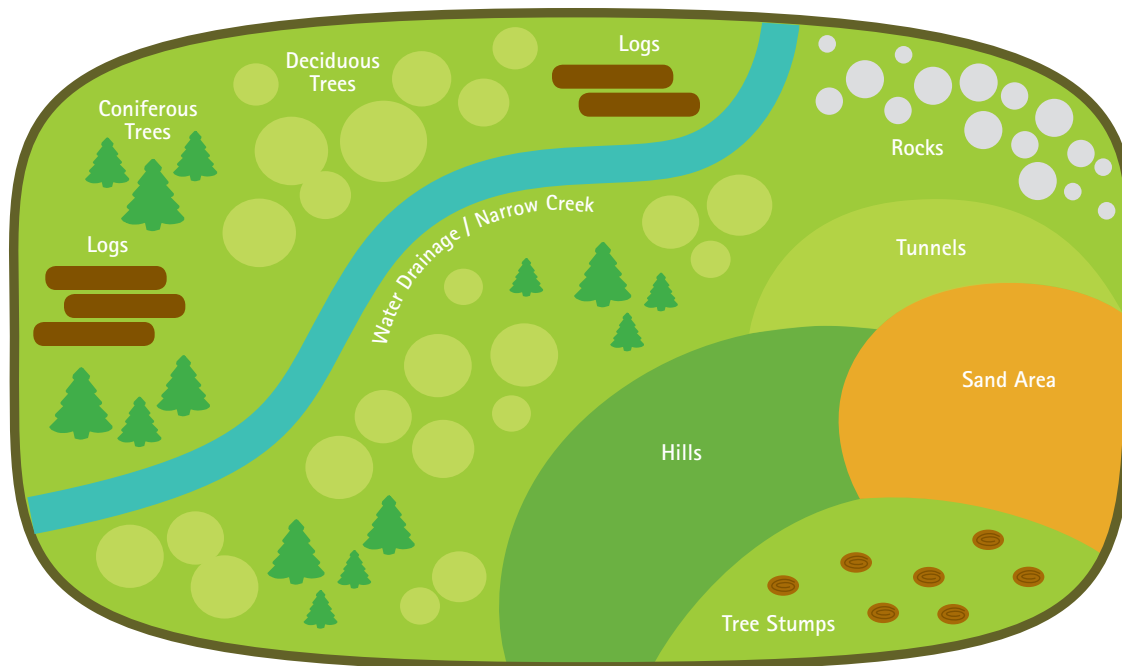 Logs
Deciduous
Trees
Coniferous
Trees
Rocks
Water Drainage / Narrow Creek
Logs
Tunnels
Sand Area
Hills
Tree Stumps